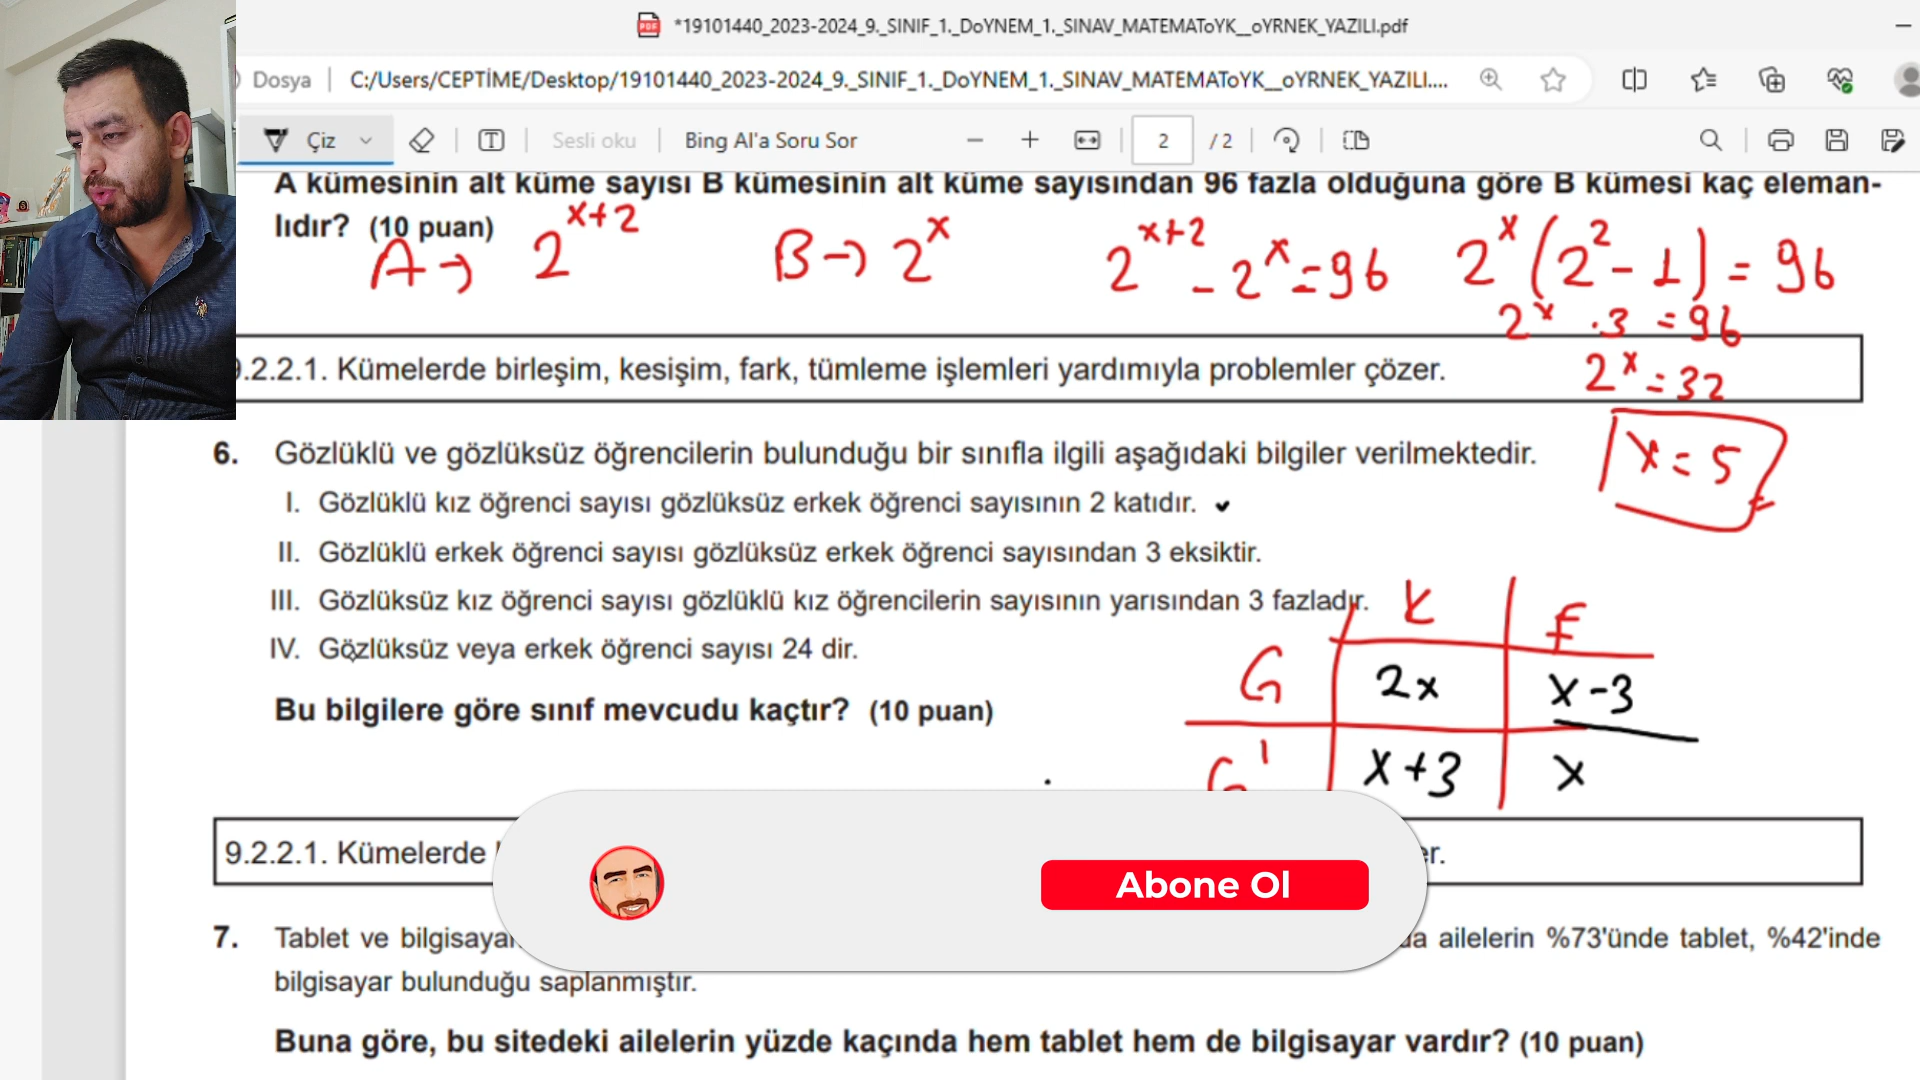 *19101440_2023-2024_9._SINIF_1._DoYNEM_1._SINAV_MATEMAToYK__oYRNEK_YAZILI.pdf
Dosya | C:/Users/CEPTİME/Desktop/19101440_2023-2024_9._SINIF_1._DoYNEM_1._SINAV_MATEMAToYK__oYRNEK_YAZILI....
Çiz Sesli oku Bing AI'a Soru Sor 2 / 2
A kümesinin alt küme sayısı B kümesinin alt küme sayısından 96 fazla olduğuna göre B kümesi kaç eleman-
lıdır? (10 puan)
A → 2^{x+2} B → 2^x 2^{x+2} - 2^x = 96 2^x (2^2 - 1) = 96
2^x . 3 = 96
9.2.2.1. Kümelerde birleşim, kesişim, fark, tümleme işlemleri yardımıyla problemler çözer.
2^x = 32
x = 5
6. Gözlüklü ve gözlüksüz öğrencilerin bulunduğu bir sınıfla ilgili aşağıdaki bilgiler verilmektedir.
I. Gözlüklü kız öğrenci sayısı gözlüksüz erkek öğrenci sayısının 2 katıdır.
II. Gözlüklü erkek öğrenci sayısı gözlüksüz erkek öğrenci sayısından 3 eksiktir.
III. Gözlüksüz kız öğrenci sayısı gözlüklü kız öğrencilerin sayısının yarısından 3 fazladır.
IV. Gözlüksüz veya erkek öğrenci sayısı 24 dir.
Bu bilgilere göre sınıf mevcudu kaçtır? (10 puan)
K E
G 2x x-3
G' x+3 x
9.2.2.1. Kümelerde
Abone Ol
7. Tablet ve bilgisayar ailelerin %73'ünde tablet, %42'inde
bilgisayar bulunduğu saplanmıştır.
Buna göre, bu sitedeki ailelerin yüzde kaçında hem tablet hem de bilgisayar vardır? (10 puan)